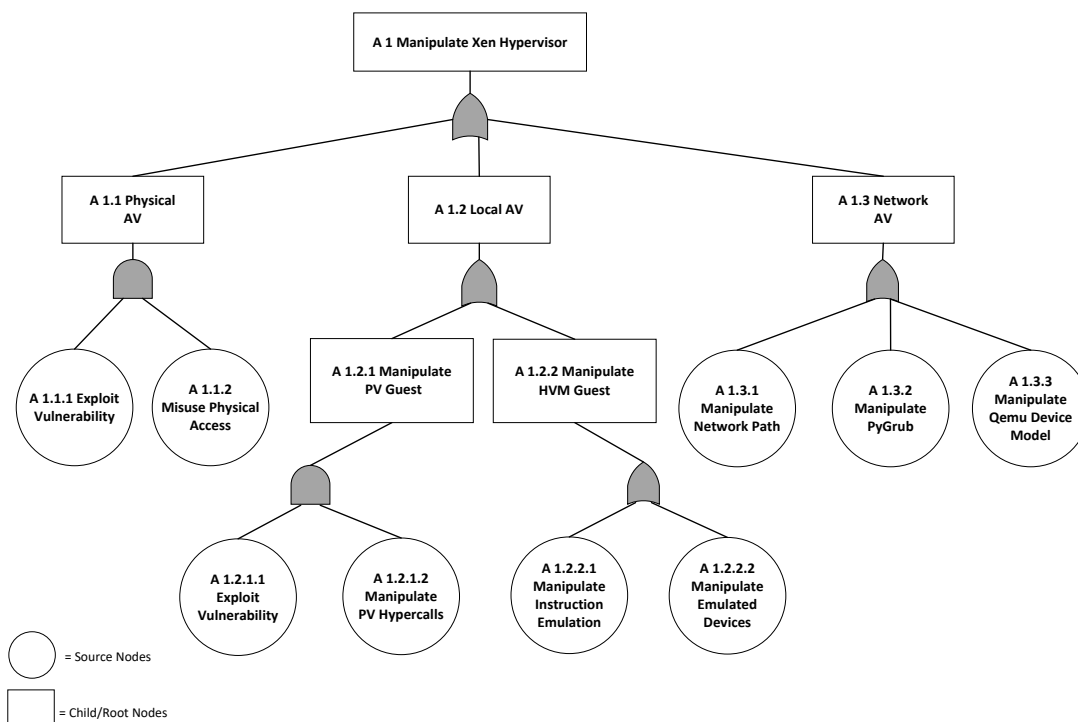 A 1 Manipulate Xen Hypervisor
A 1.1 Physical
AV
A 1.2 Local AV
A 1.3 Network
AV
A 1.1.1 Exploit
Vulnerability
A 1.1.2
Misuse Physical
Access
A 1.2.1 Manipulate
PV Guest
A 1.2.2 Manipulate
HVM Guest
A 1.3.1
Manipulate
Network Path
A 1.3.2
Manipulate
PyGrub
A 1.3.3
Manipulate
Qemu Device
Model
A 1.2.1.1
Exploit
Vulnerability
A 1.2.1.2
Manipulate
PV Hypercalls
A 1.2.2.1
Manipulate
Instruction
Emulation
A 1.2.2.2
Manipulate
Emulated
Devices
= Source Nodes
= Child/Root Nodes